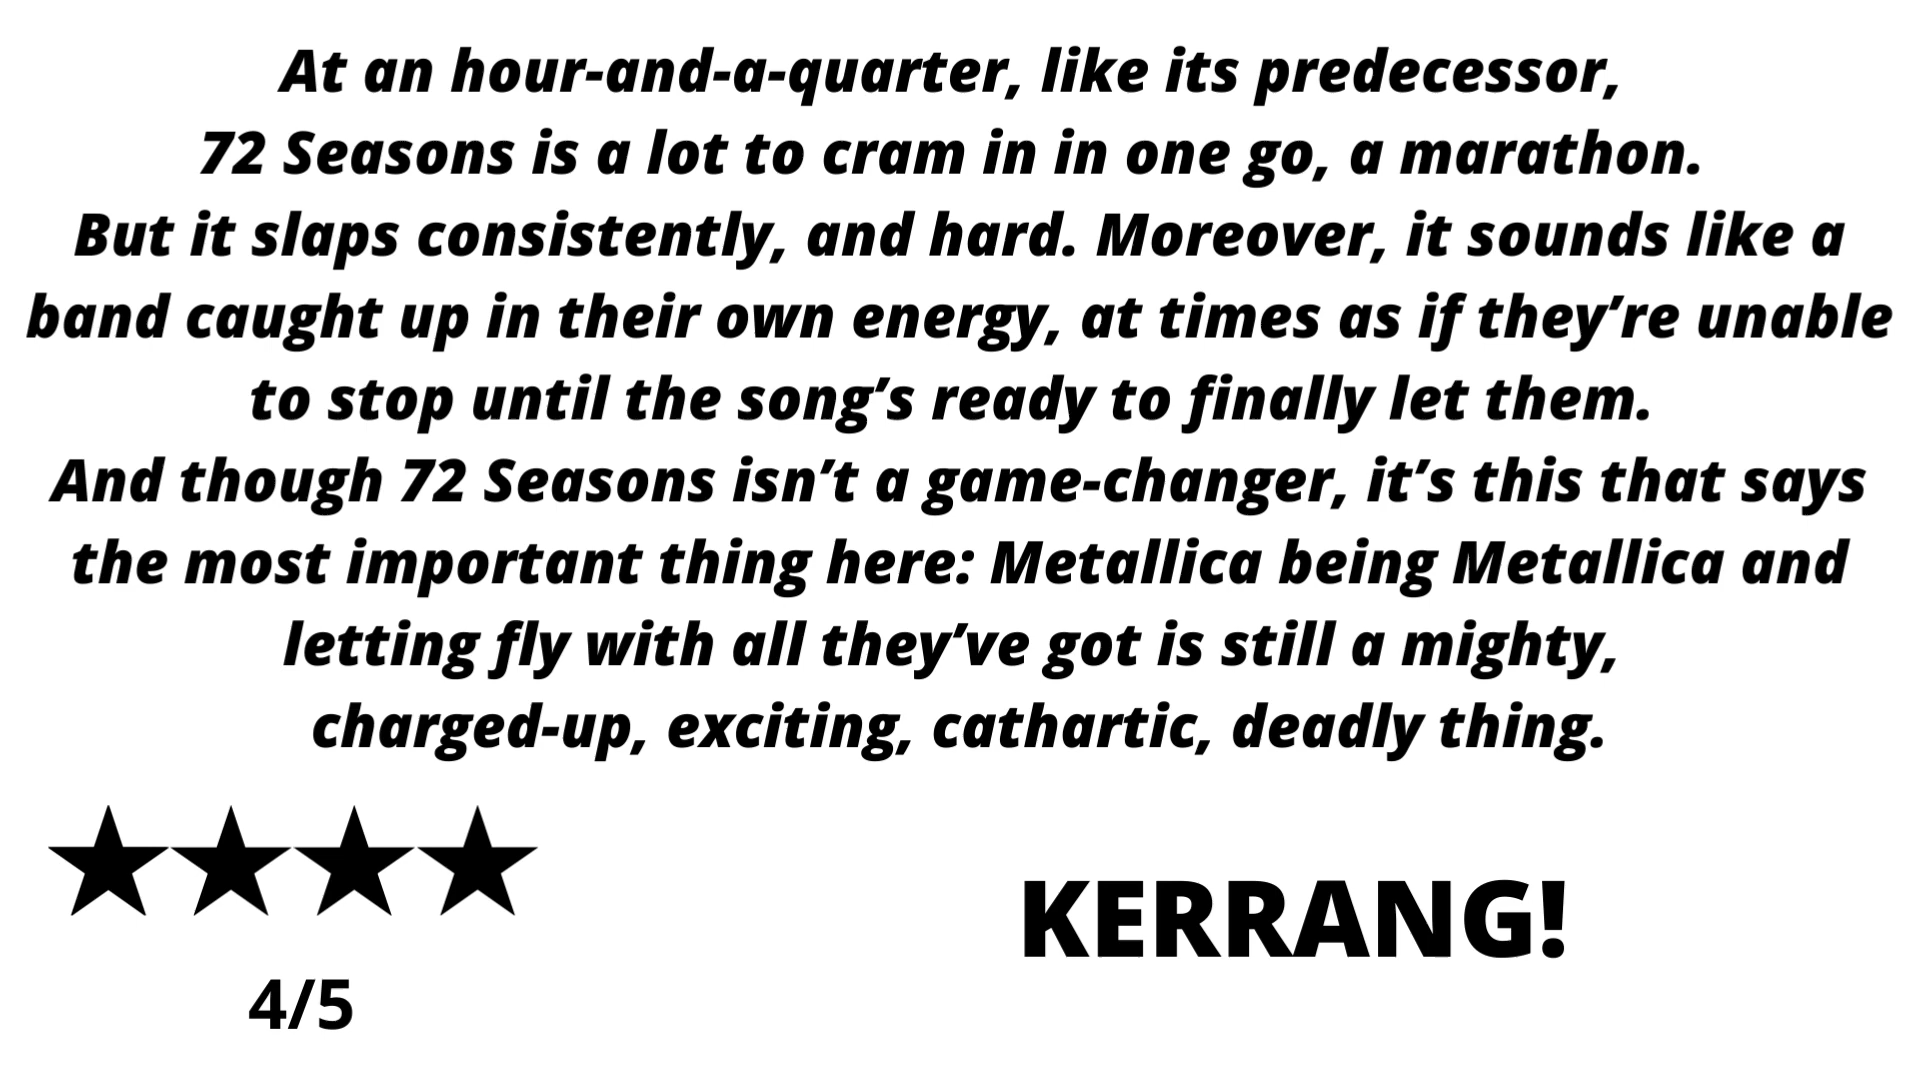 At an hour-and-a-quarter, like its predecessor,
72 Seasons is a lot to cram in in one go, a marathon.
But it slaps consistently, and hard. Moreover, it sounds like a
band caught up in their own energy, at times as if they’re unable
to stop until the song’s ready to finally let them.
And though 72 Seasons isn’t a game-changer, it’s this that says
the most important thing here: Metallica being Metallica and
letting fly with all they’ve got is still a mighty,
charged-up, exciting, cathartic, deadly thing.
KERRANG!
4/5